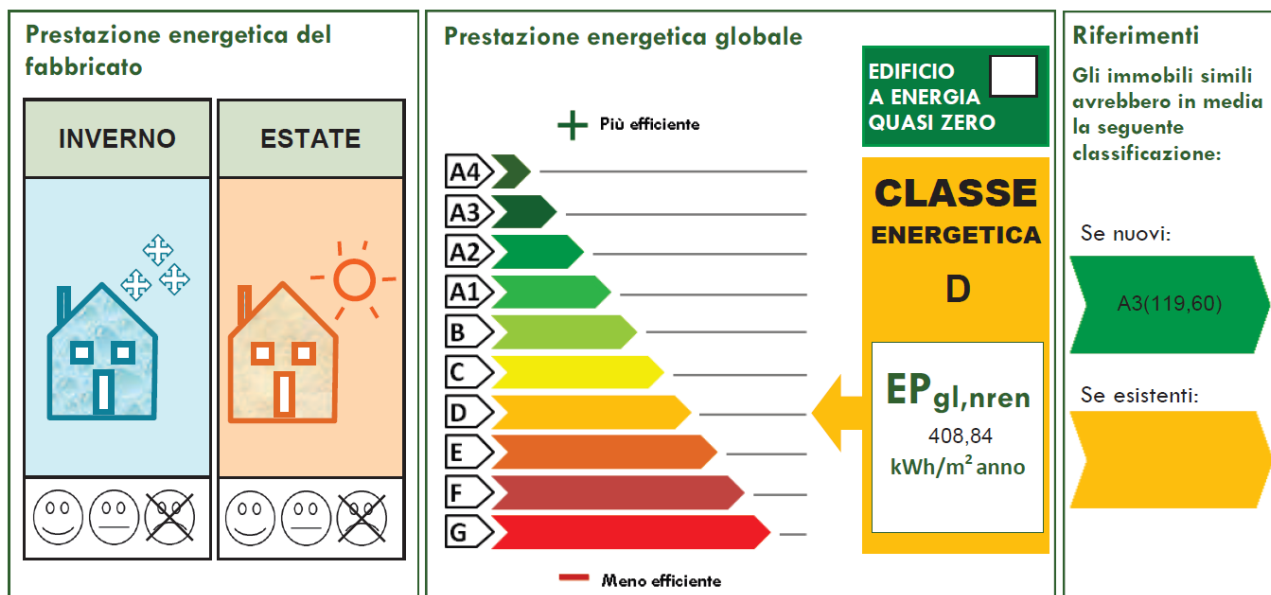 Prestazione energetica del
fabbricato
INVERNO
ESTATE
Prestazione energetica globale
Più efficiente
A4
A3
A2
A1
B
C
D
E
F
G
Meno efficiente
EDIFICIO
A ENERGIA
QUASI ZERO
CLASSE
ENERGETICA
D
EPgl,nren
408,84
kWh/m² anno
Riferimenti
Gli immobili simili
avrebbero in media
la seguente
classificazione:
Se nuovi:
A3(119,60)
Se esistenti: